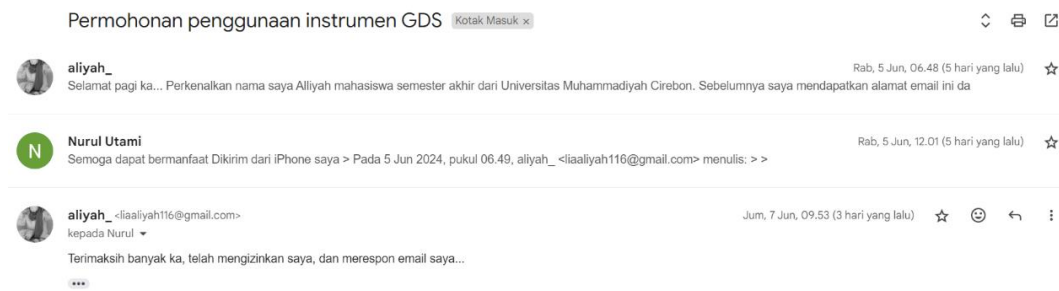 Permohonan penggunaan instrumen GDS Kotak Masuk ×
aliyah_ Rab, 5 Jun, 06.48 (5 hari yang lalu)
Selamat pagi ka... Perkenalkan nama saya Alliyah mahasiswa semester akhir dari Universitas Muhammadiyah Cirebon. Sebelumnya saya mendapatkan alamat email ini da
N
Nurul Utami Rab, 5 Jun, 12.01 (5 hari yang lalu)
Semoga dapat bermanfaat Dikirim dari iPhone saya > Pada 5 Jun 2024, pukul 06.49, aliyah_ <liaaliyah116@gmail.com> menulis: > >
aliyah_ <liaaliyah116@gmail.com> Jum, 7 Jun, 09.53 (3 hari yang lalu)
kepada Nurul
Terimaksih banyak ka, telah mengizinkan saya, dan merespon email saya...